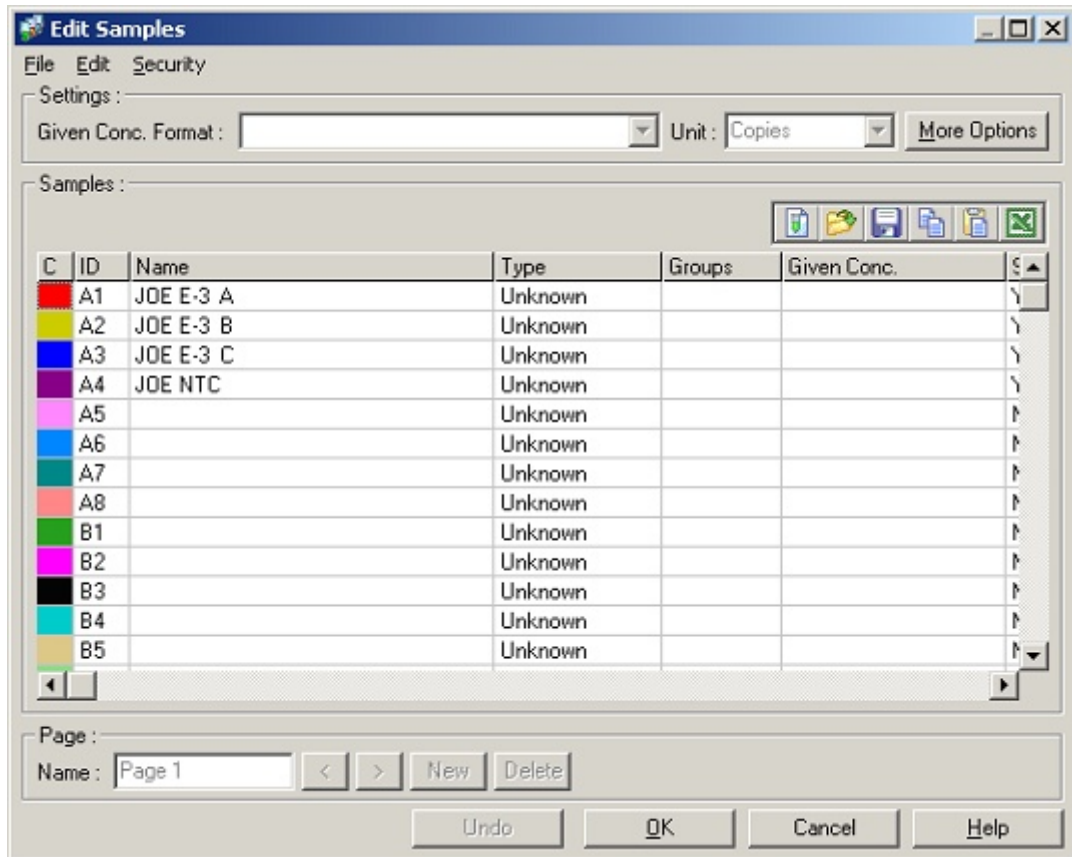 Edit Samples
File Edit Security
Settings :
Given Conc. Format : Unit : Copies More Options
Samples :
C ID Name Type Groups Given Conc.
A1 JOE E-3 A Unknown
A2 JOE E-3 B Unknown
A3 JOE E-3 C Unknown
A4 JOE NTC Unknown
A5 Unknown
A6 Unknown
A7 Unknown
A8 Unknown
B1 Unknown
B2 Unknown
B3 Unknown
B4 Unknown
B5 Unknown
Page :
Name : Page 1 < > New Delete
Undo OK Cancel Help